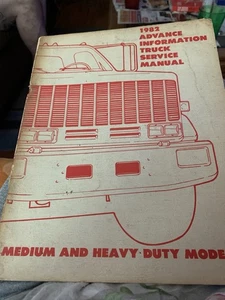 1982
ADVANCE
INFORMATION
TRUCK
SERVICE
MANUAL
MEDIUM AND HEAVY DUTY MODE